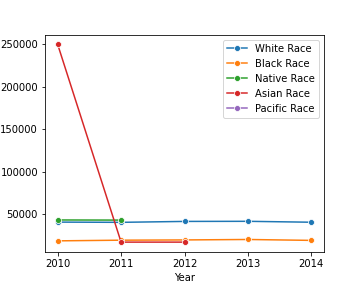 250000
200000
150000
100000
50000
2010 2011 2012 2013 2014
Year
White Race
Black Race
Native Race
Asian Race
Pacific Race